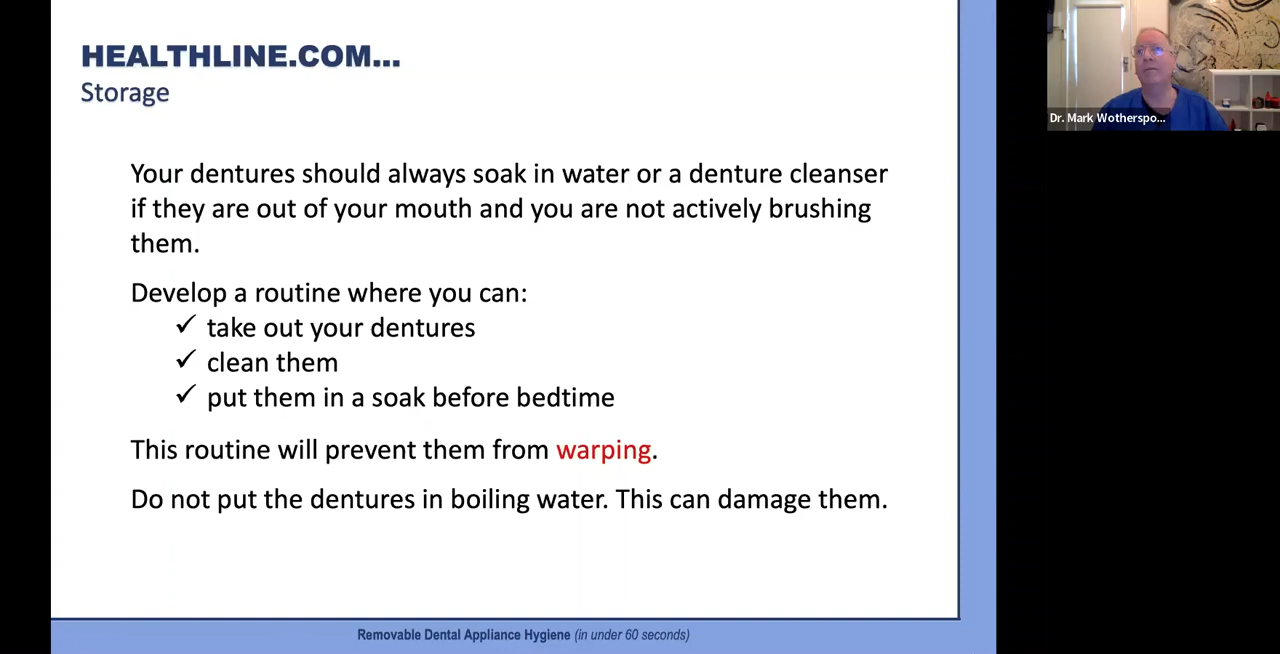 HEALTHLINE.COM...
Storage
Your dentures should always soak in water or a denture cleanser
if they are out of your mouth and you are not actively brushing
them.
Develop a routine where you can:
✓ take out your dentures
✓ clean them
✓ put them in a soak before bedtime
This routine will prevent them from warping.
Do not put the dentures in boiling water. This can damage them.
Removable Dental Appliance Hygiene (in under 60 seconds)
Dr. Mark Wotherspo...